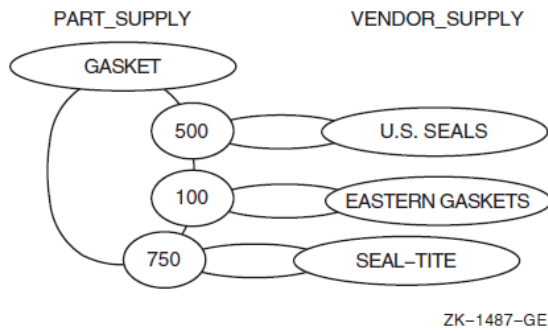 PART_SUPPLY VENDOR_SUPPLY
GASKET
500 U.S. SEALS
100 EASTERN GASKETS
750 SEAL–TITE
ZK–1487–GE